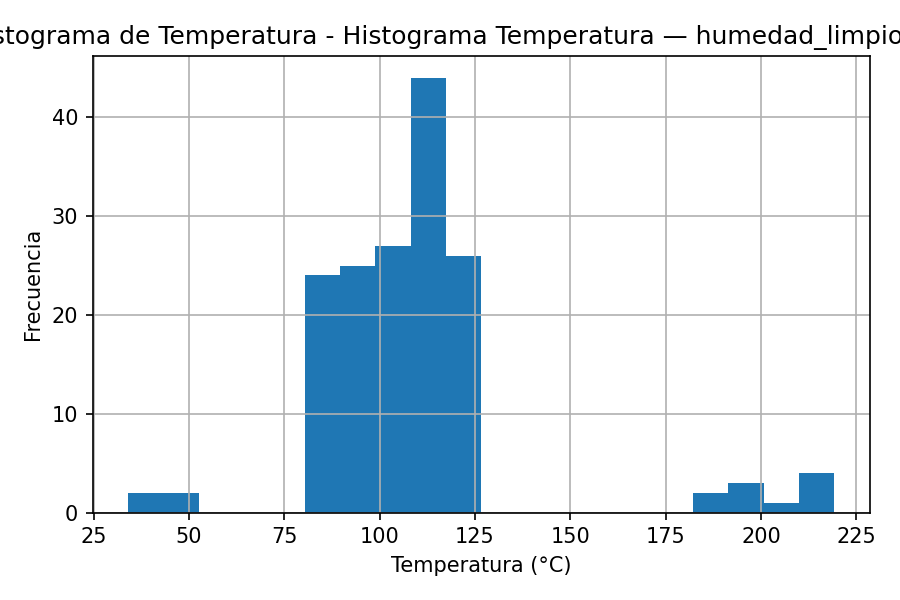 stograma de Temperatura - Histograma Temperatura — humedad_limpio
40
30
20
10
0
Frecuencia
25 50 75 100 125 150 175 200 225
Temperatura (°C)